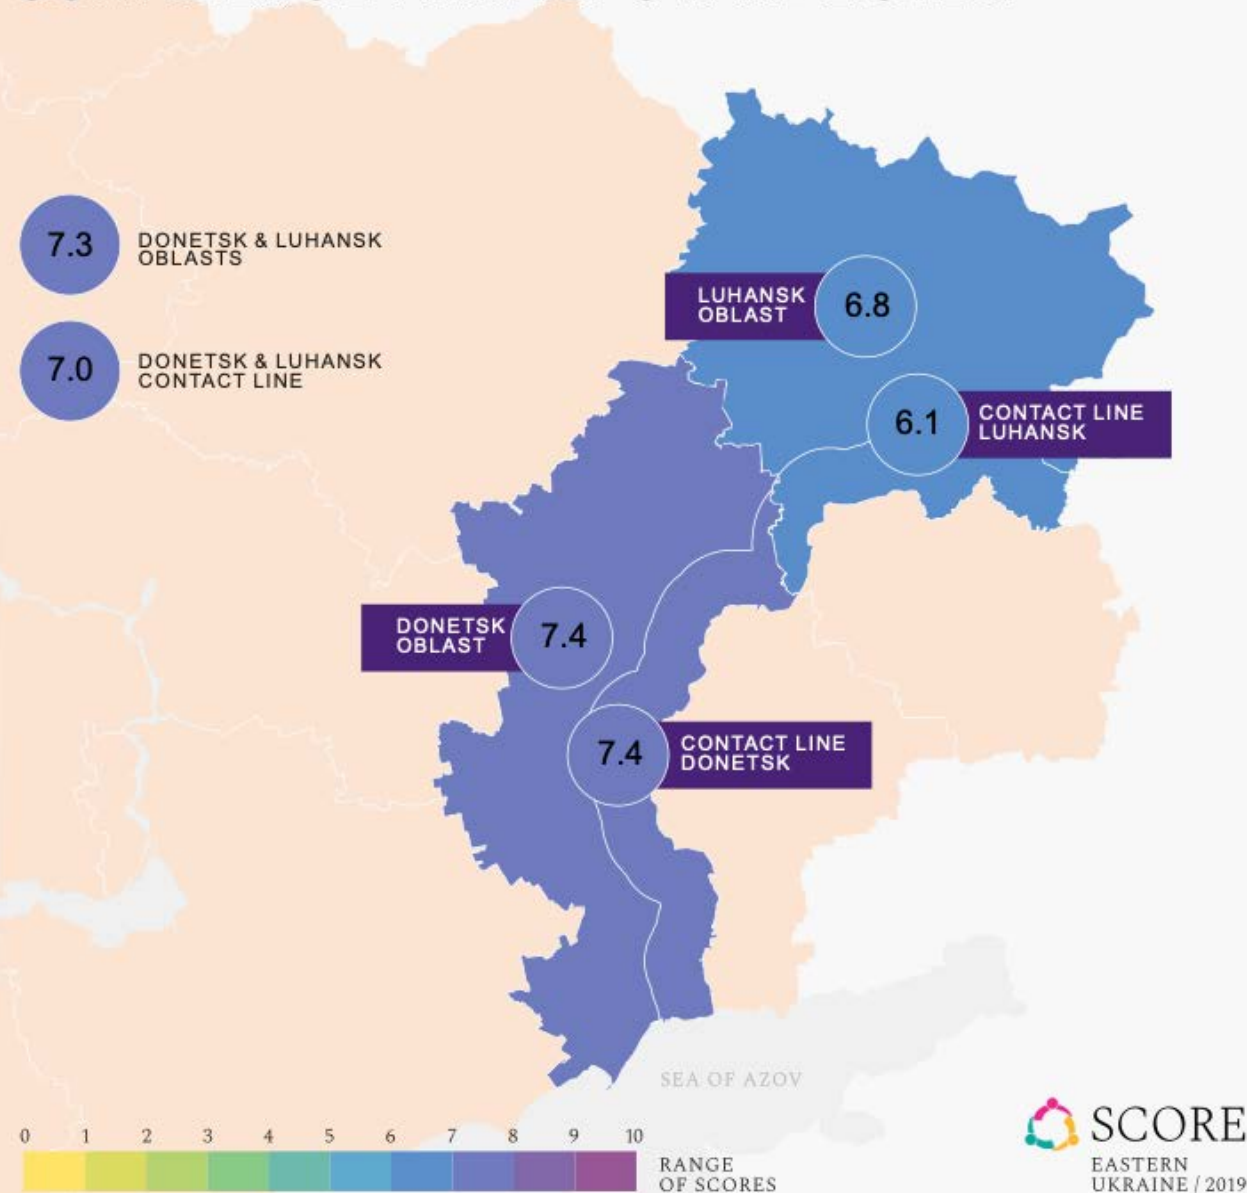 7.3
DONETSK & LUHANSK
OBLASTS
7.0
DONETSK & LUHANSK
CONTACT LINE
LUHANSK
OBLAST
6.8
6.1
CONTACT LINE
LUHANSK
DONETSK
OBLAST
7.4
7.4
CONTACT LINE
DONETSK
SEA OF AZOV
0 1 2 3 4 5 6 7 8 9 10
RANGE
OF SCORES
SCORE
EASTERN
UKRAINE / 2019